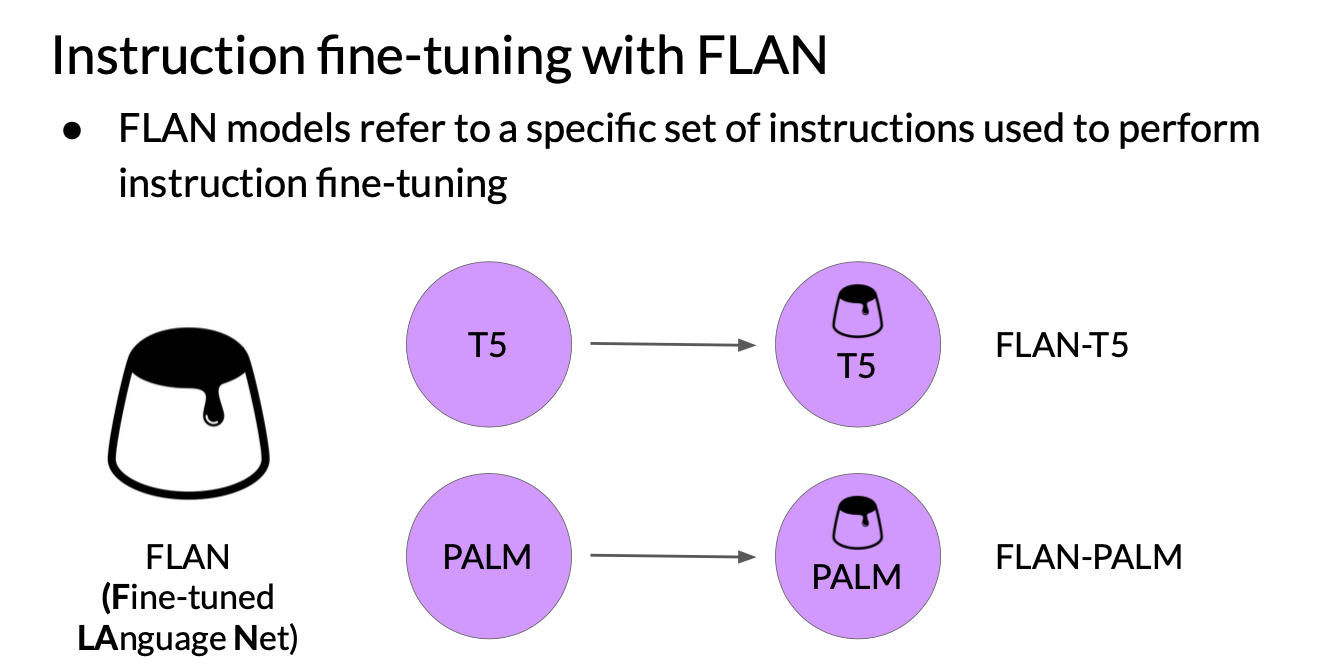 Instruction fine-tuning with FLAN
● FLAN models refer to a specific set of instructions used to perform
instruction fine-tuning
T5
T5
FLAN-T5
PALM
PALM
FLAN-PALM
FLAN
(Fine-tuned
LAnguage Net)